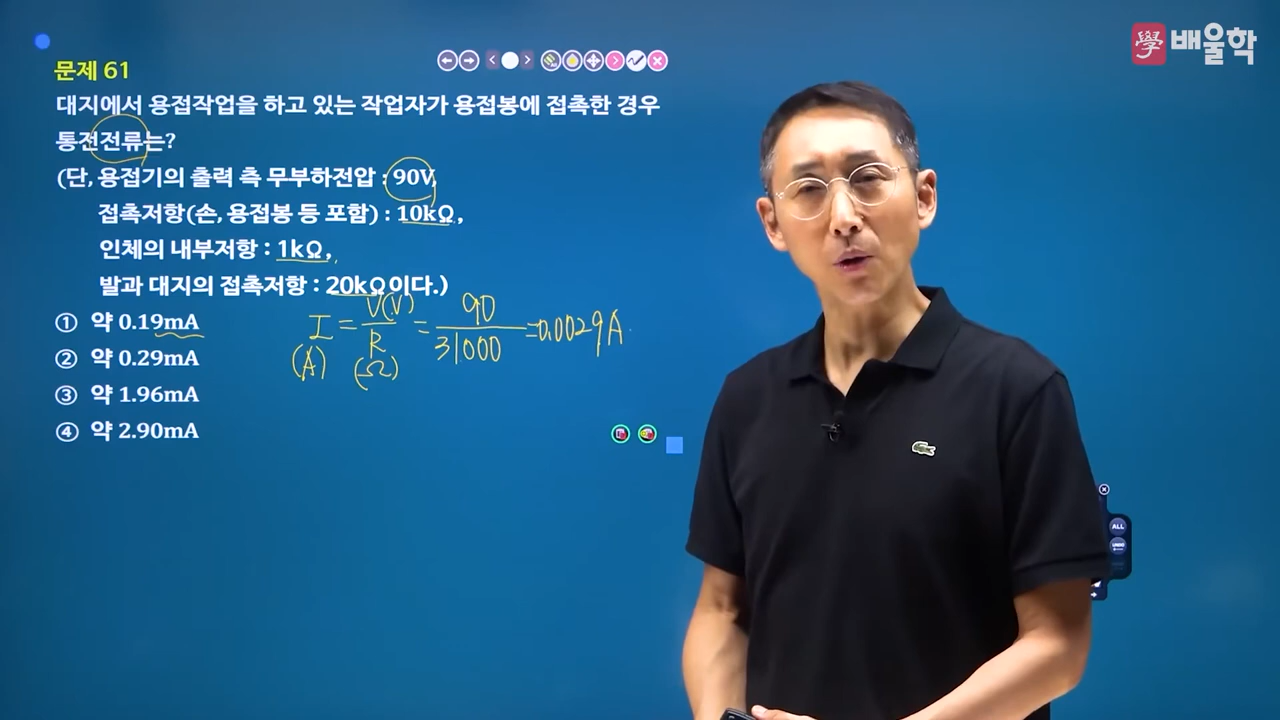 學 배울학
문제 61
대지에서 용접작업을 하고 있는 작업자가 용접봉에 접촉한 경우
통전전류는?
(단, 용접기의 출력 측 무부하전압 : 90V,
접촉저항(손, 용접봉 등 포함) : 10kΩ,
인체의 내부저항 : 1kΩ,
발과 대지의 접촉저항 : 20kΩ이다.)
① 약 0.19mA
② 약 0.29mA
③ 약 1.96mA
④ 약 2.90mA
I = V(V) / R = 90 / 31000 = 0.0029A
(A) (Ω)
ALL
UNDO